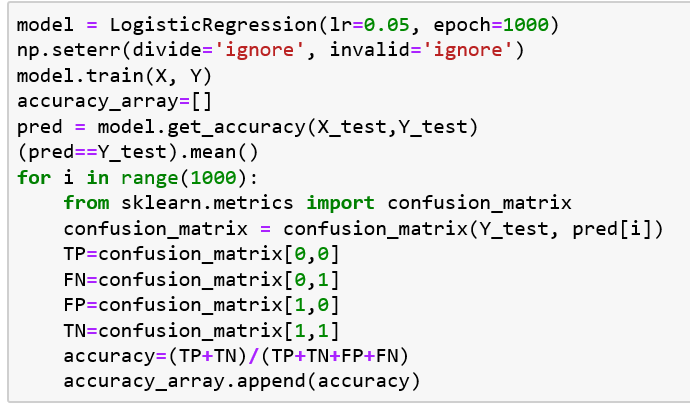 model = LogisticRegression(lr=0.05, epoch=1000)
np.seterr(divide='ignore', invalid='ignore')
model.train(X, Y)
accuracy_array=[]
pred = model.get_accuracy(X_test,Y_test)
(pred==Y_test).mean()
for i in range(1000):
    from sklearn.metrics import confusion_matrix
    confusion_matrix = confusion_matrix(Y_test, pred[i])
    TP=confusion_matrix[0,0]
    FN=confusion_matrix[0,1]
    FP=confusion_matrix[1,0]
    TN=confusion_matrix[1,1]
    accuracy=(TP+TN)/(TP+TN+FP+FN)
    accuracy_array.append(accuracy)